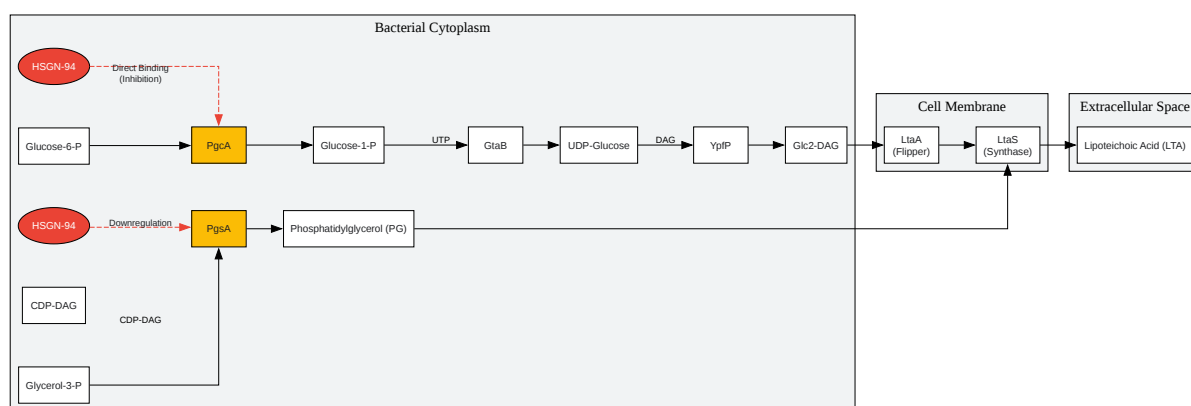 Bacterial Cytoplasm
HSGN-94
Direct Binding
(Inhibition)
Cell Membrane
Extracellular Space
Glucose-6-P
PgcA
Glucose-1-P
UTP
GtaB
UDP-Glucose
DAG
YpfP
Glc2-DAG
LtaA
(Flipper)
LtaS
(Synthase)
Lipoteichoic Acid (LTA)
HSGN-94
Downregulation
PgsA
Phosphatidylglycerol (PG)
CDP-DAG
CDP-DAG
Glycerol-3-P